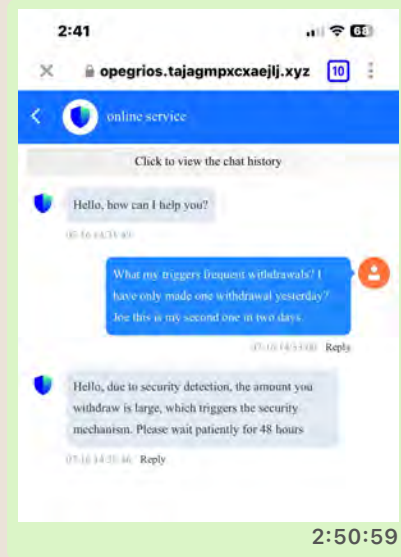 2:41
68
opegrios.tajagmpxcxaejlj.xyz
10
online service
Click to view the chat history
Hello, how can I help you?
What my triggers frequent withdrawals? I
have only made one withdrawal yesterday?
Joe this is my second one in two days
Reply
Hello, due to security detection, the amount you
withdraw is large, which triggers the security
mechanism. Please wait patiently for 48 hours
Reply
2:50:59